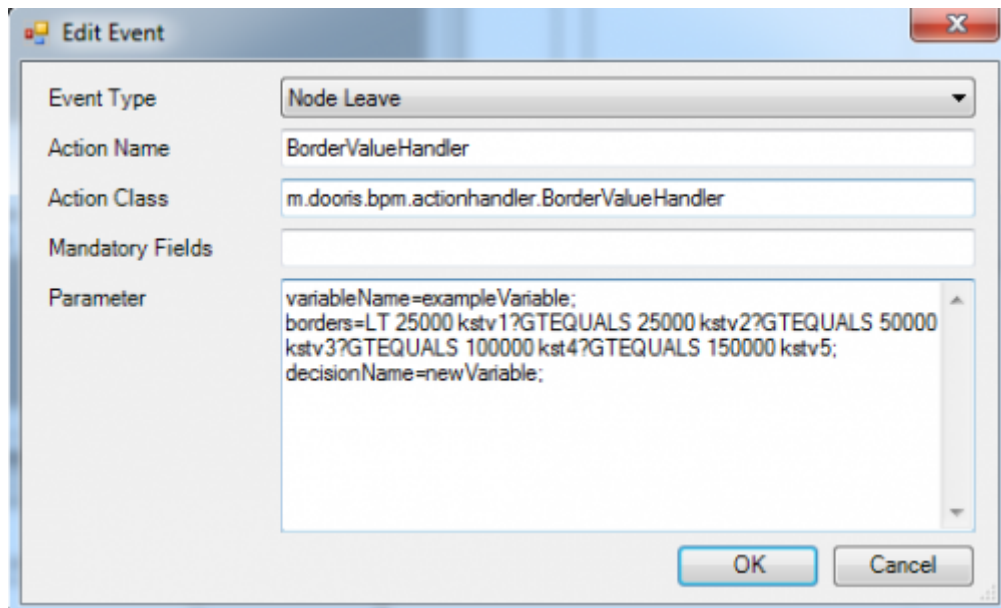 Edit Event
Event Type Node Leave
Action Name BorderValueHandler
Action Class m.dooris.bpm.actionhandler.BorderValueHandler
Mandatory Fields
Parameter variableName=exampleVariable;
borders=LT 25000 kstv1?GTEQUALS 25000 kstv2?GTEQUALS 50000
kstv3?GTEQUALS 100000 kst4?GTEQUALS 150000 kstv5;
decisionName=newVariable;
OK Cancel